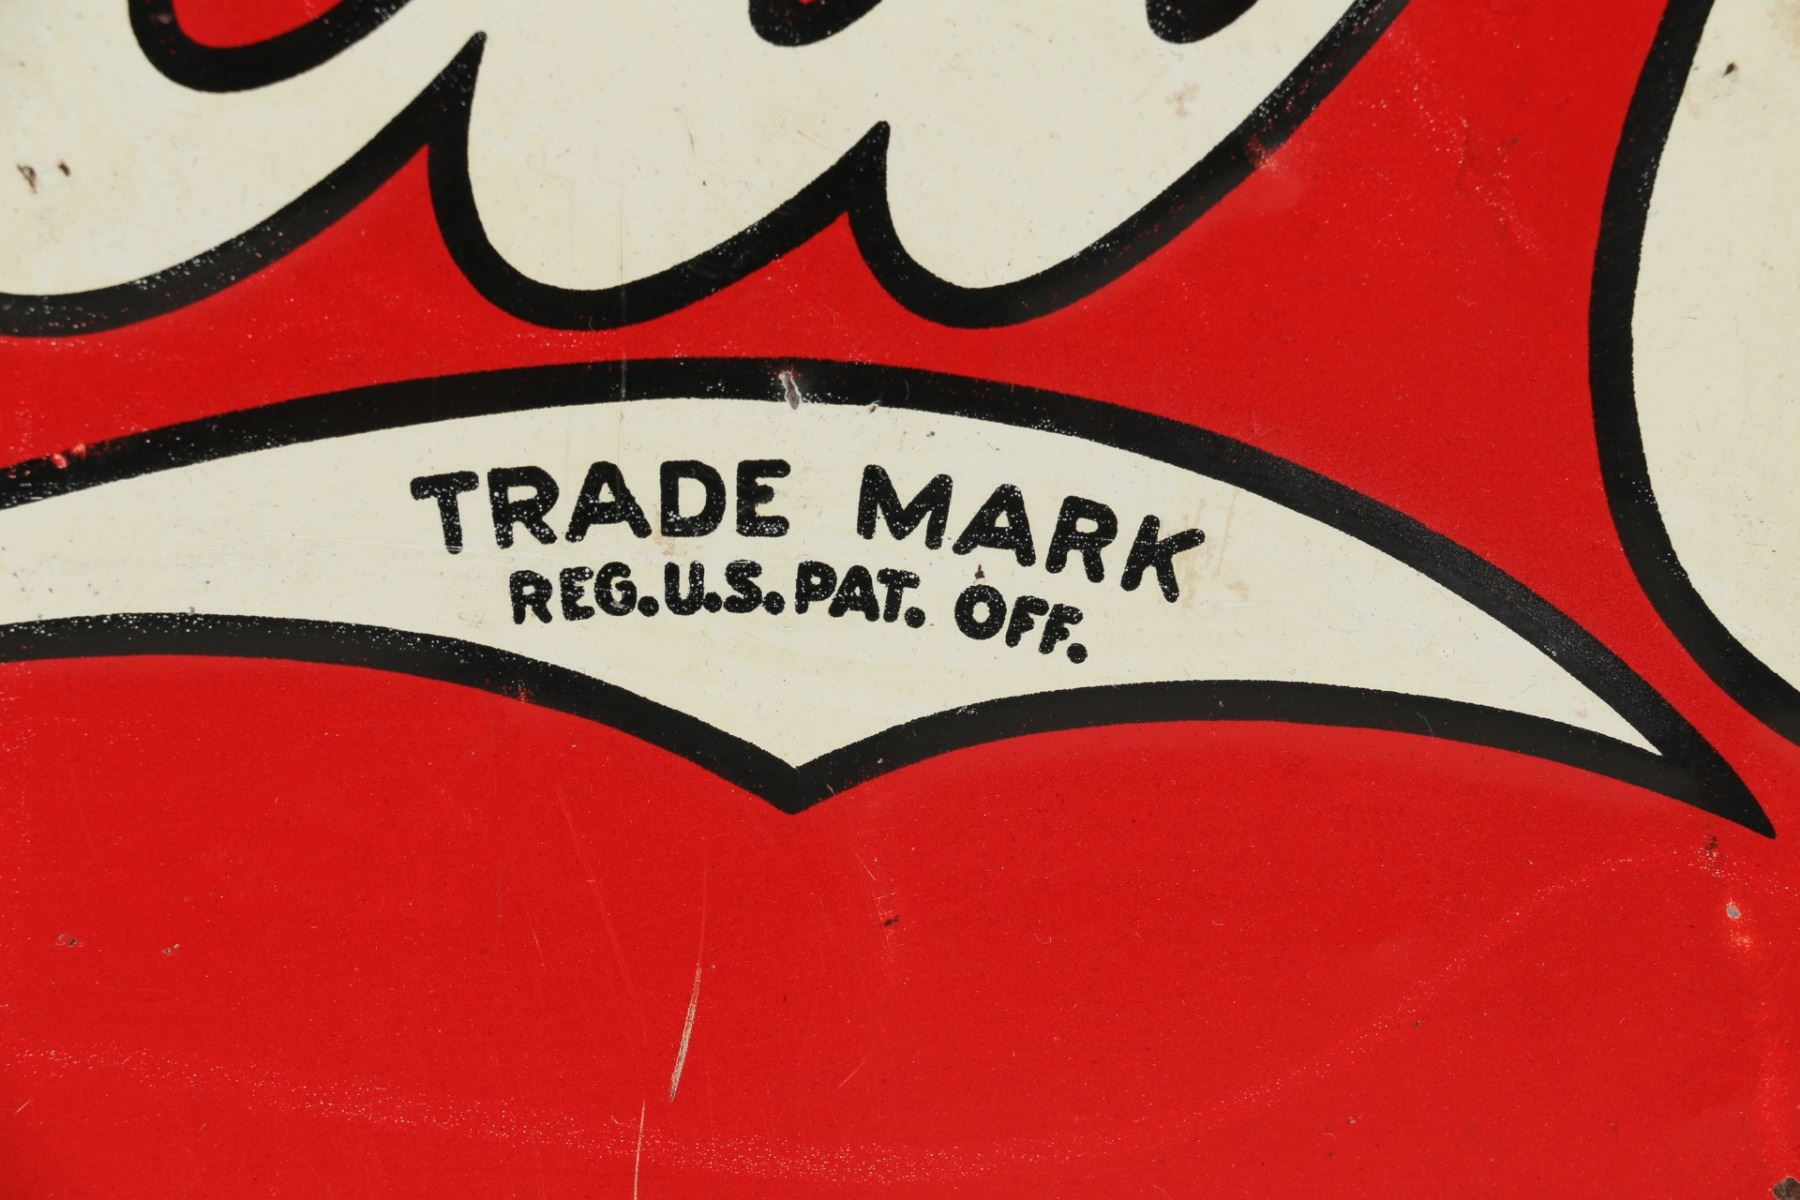 TRADE MARK
REG.U.S.PAT. OFF.